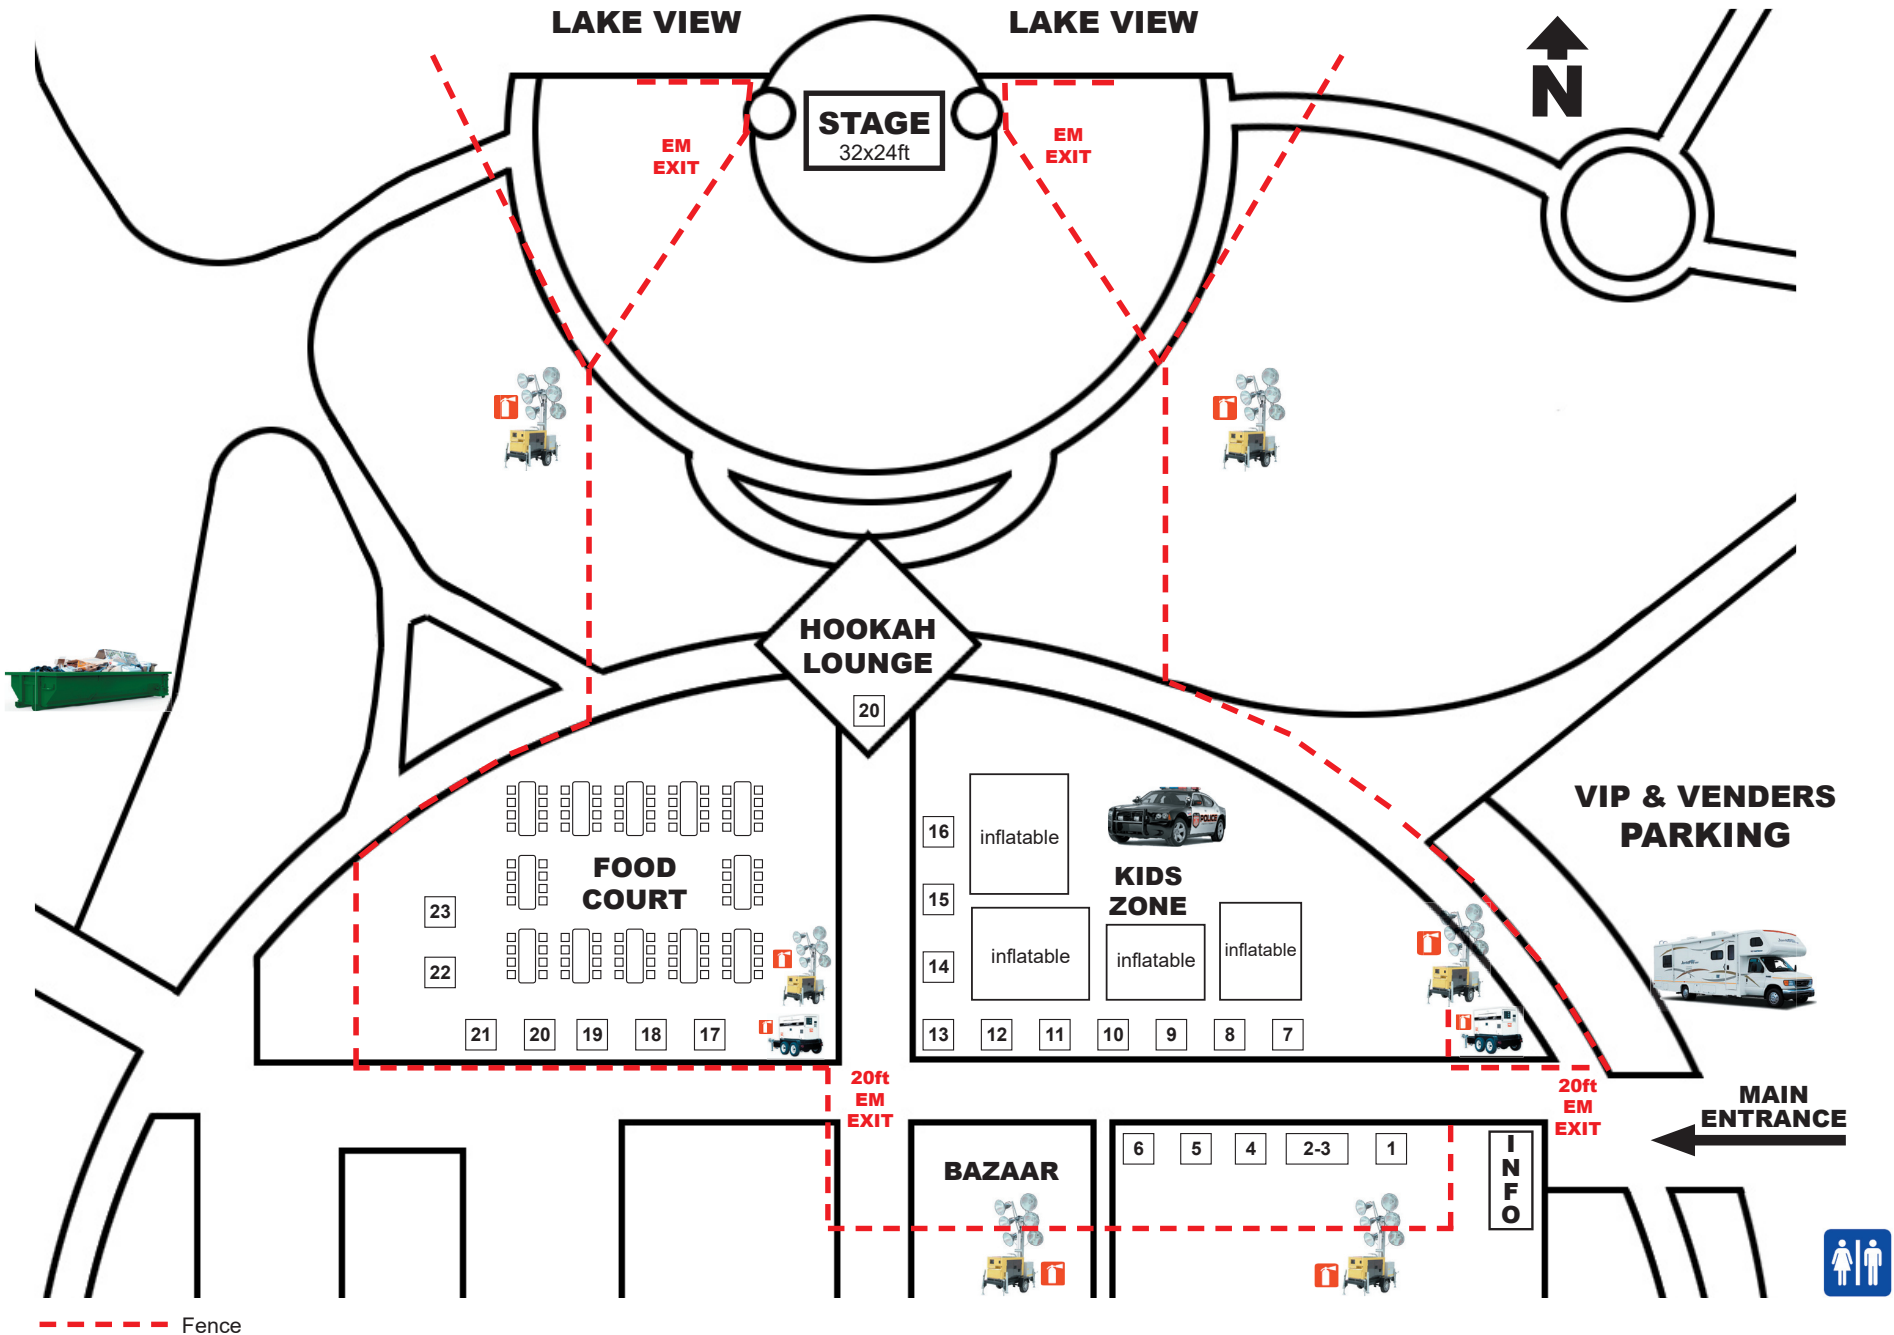 LAKE VIEW
LAKE VIEW
N
STAGE
32x24ft
EM
EXIT
EM
EXIT
HOOKAH
LOUNGE
20
VIP & VENDERS
PARKING
FOOD
COURT
23
22
21
20
19
18
17
16
15
14
13
12
11
10
9
8
7
inflatable
inflatable
inflatable
inflatable
POLICE
KIDS
ZONE
20ft
EM
EXIT
20ft
EM
EXIT
MAIN
ENTRANCE
BAZAAR
6
5
4
2-3
1
I
N
F
O
Fence